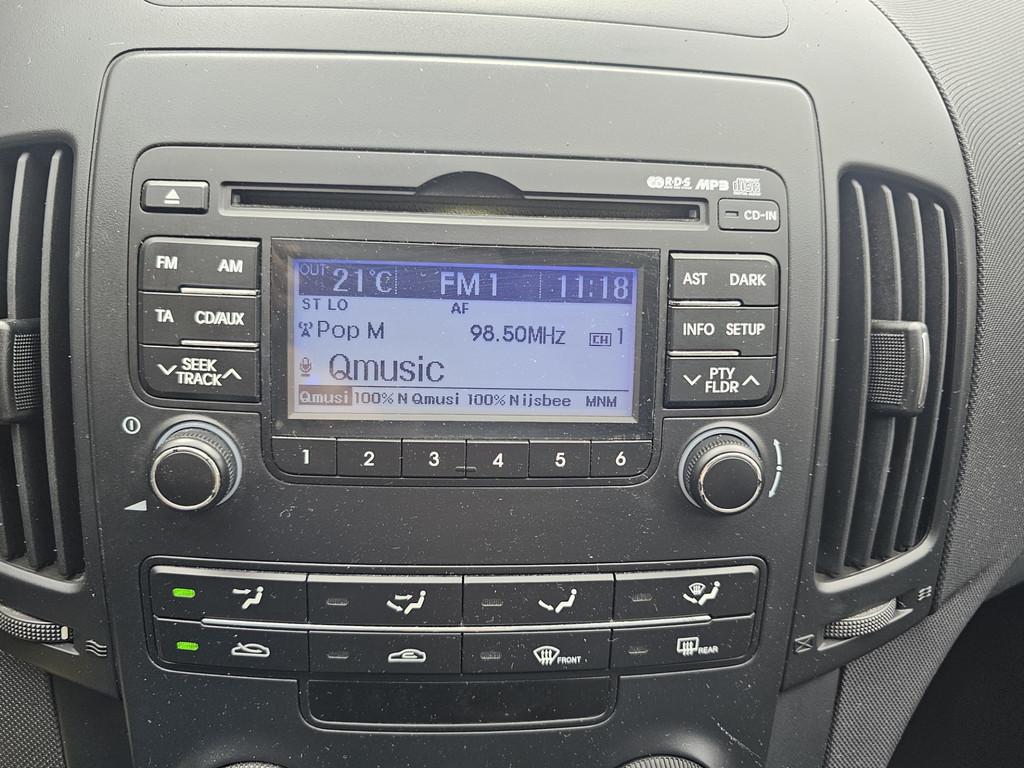 R·D·S MP3 disc
CD-IN
FM AM
TA CD/AUX
SEEK
TRACK
OUT 21°C FM1 11:18
ST LO AF
Pop M 98.50MHz CH 1
Qmusic
Qmusi 100% N Qmusi 100% Nijsbee MNM
AST DARK
INFO SETUP
PTY
FLDR
1 2 3 4 5 6
FRONT
REAR